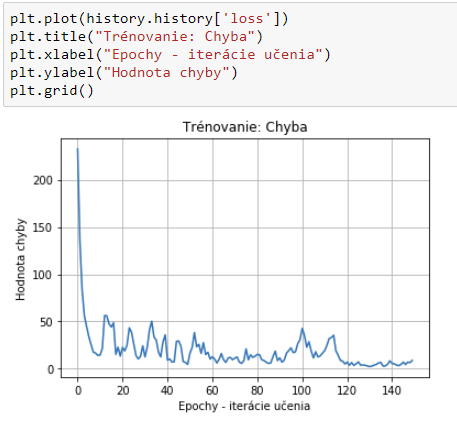 plt.plot(history.history['loss'])
plt.title("Trénovanie: Chyba")
plt.xlabel("Epochy - iterácie učenia")
plt.ylabel("Hodnota chyby")
plt.grid()
Trénovanie: Chyba
200
150
100
50
0
Hodnota chyby
0 20 40 60 80 100 120 140
Epochy - iterácie učenia